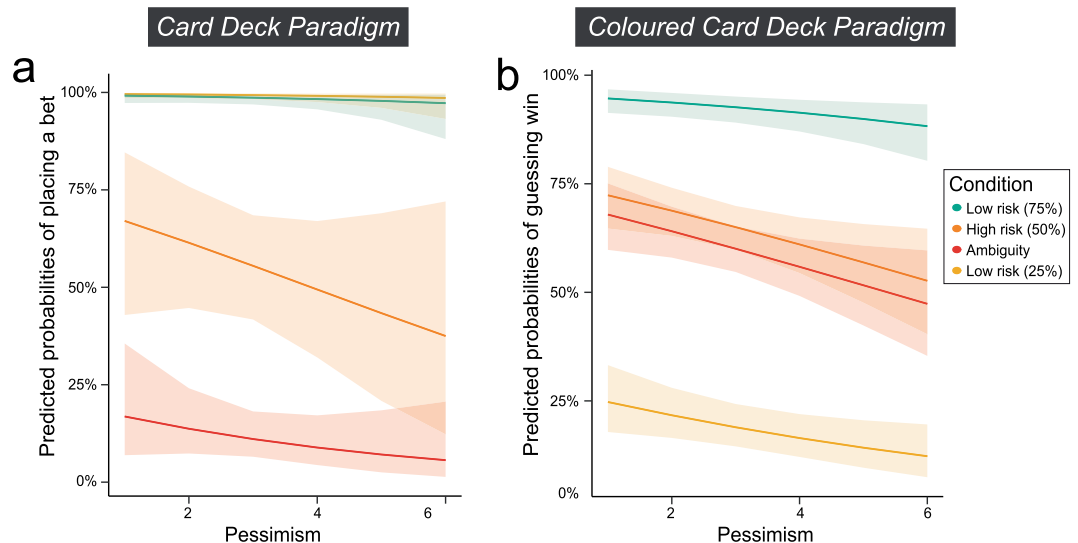 Card Deck Paradigm
Coloured Card Deck Paradigm
a
Predicted probabilities of placing a bet
100%
75%
50%
25%
0%
2
4
6
Pessimism
b
Predicted probabilities of guessing win
100%
75%
50%
25%
0%
2
4
6
Pessimism
Condition
Low risk (75%)
High risk (50%)
Ambiguity
Low risk (25%)